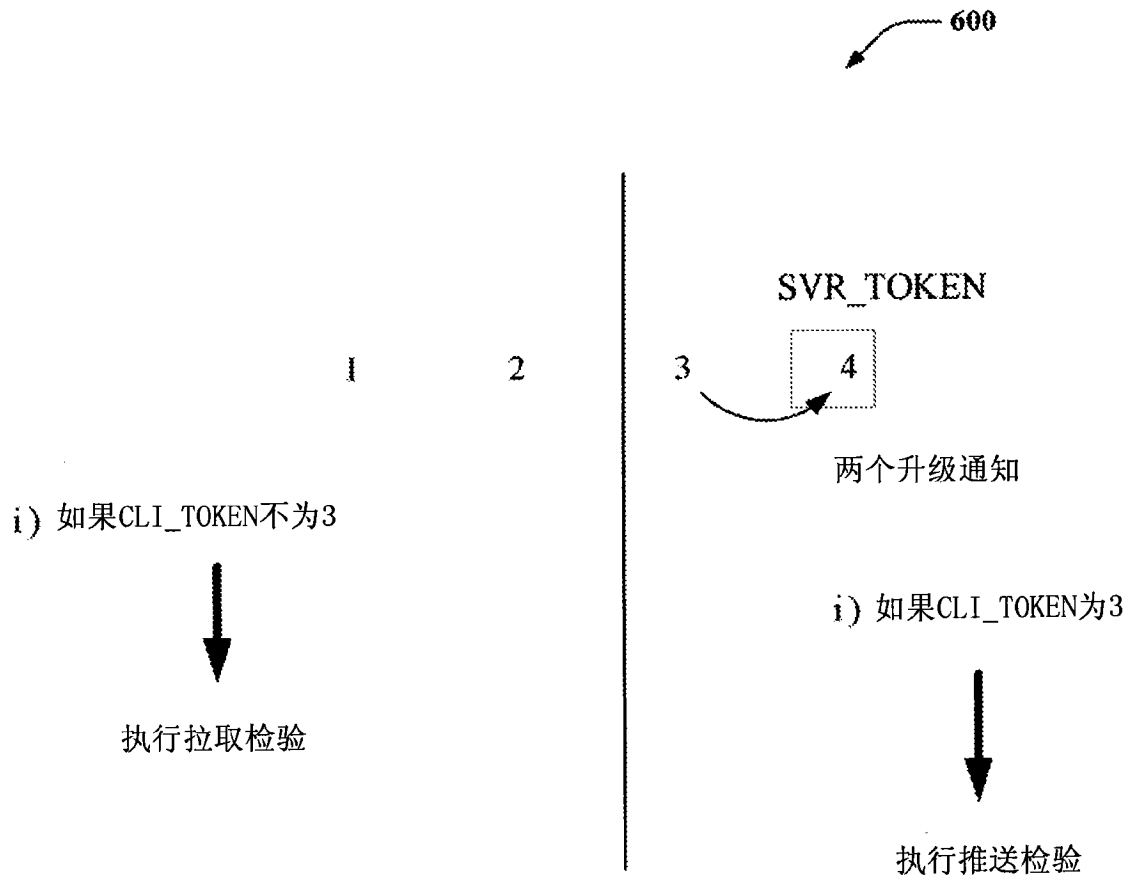 600
SVR_TOKEN
1 2 3 4
两个升级通知
i) 如果CLI_TOKEN不为3
i) 如果CLI_TOKEN为3
执行拉取检验
执行推送检验